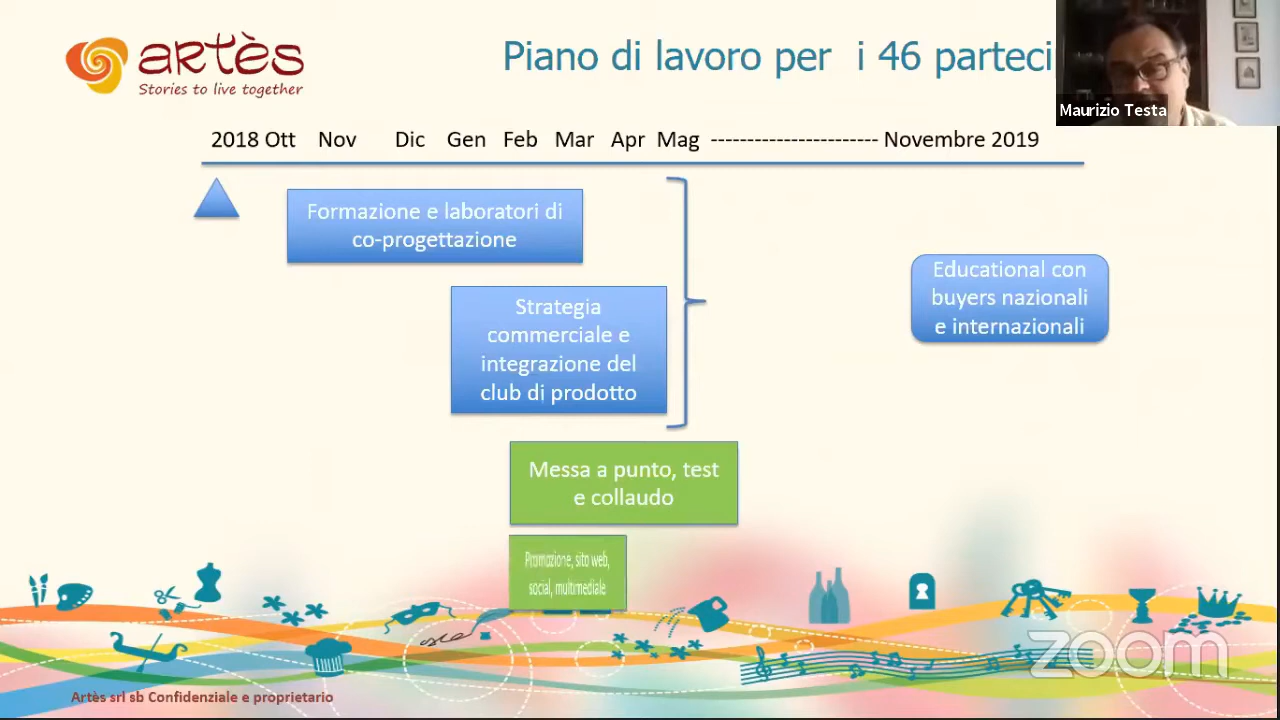 artès
Stories to live together
Piano di lavoro per i 46 parteci
Maurizio Testa
2018 Ott Nov Dic Gen Feb Mar Apr Mag ----------------------- Novembre 2019
Formazione e laboratori di
co-progettazione
Strategia
commerciale e
integrazione del
club di prodotto
Educational con
buyers nazionali
e internazionali
Messa a punto, test
e collaudo
Promozione, sito web,
social, multimediale
zoom
Artès srl sb Confidenziale e proprietario